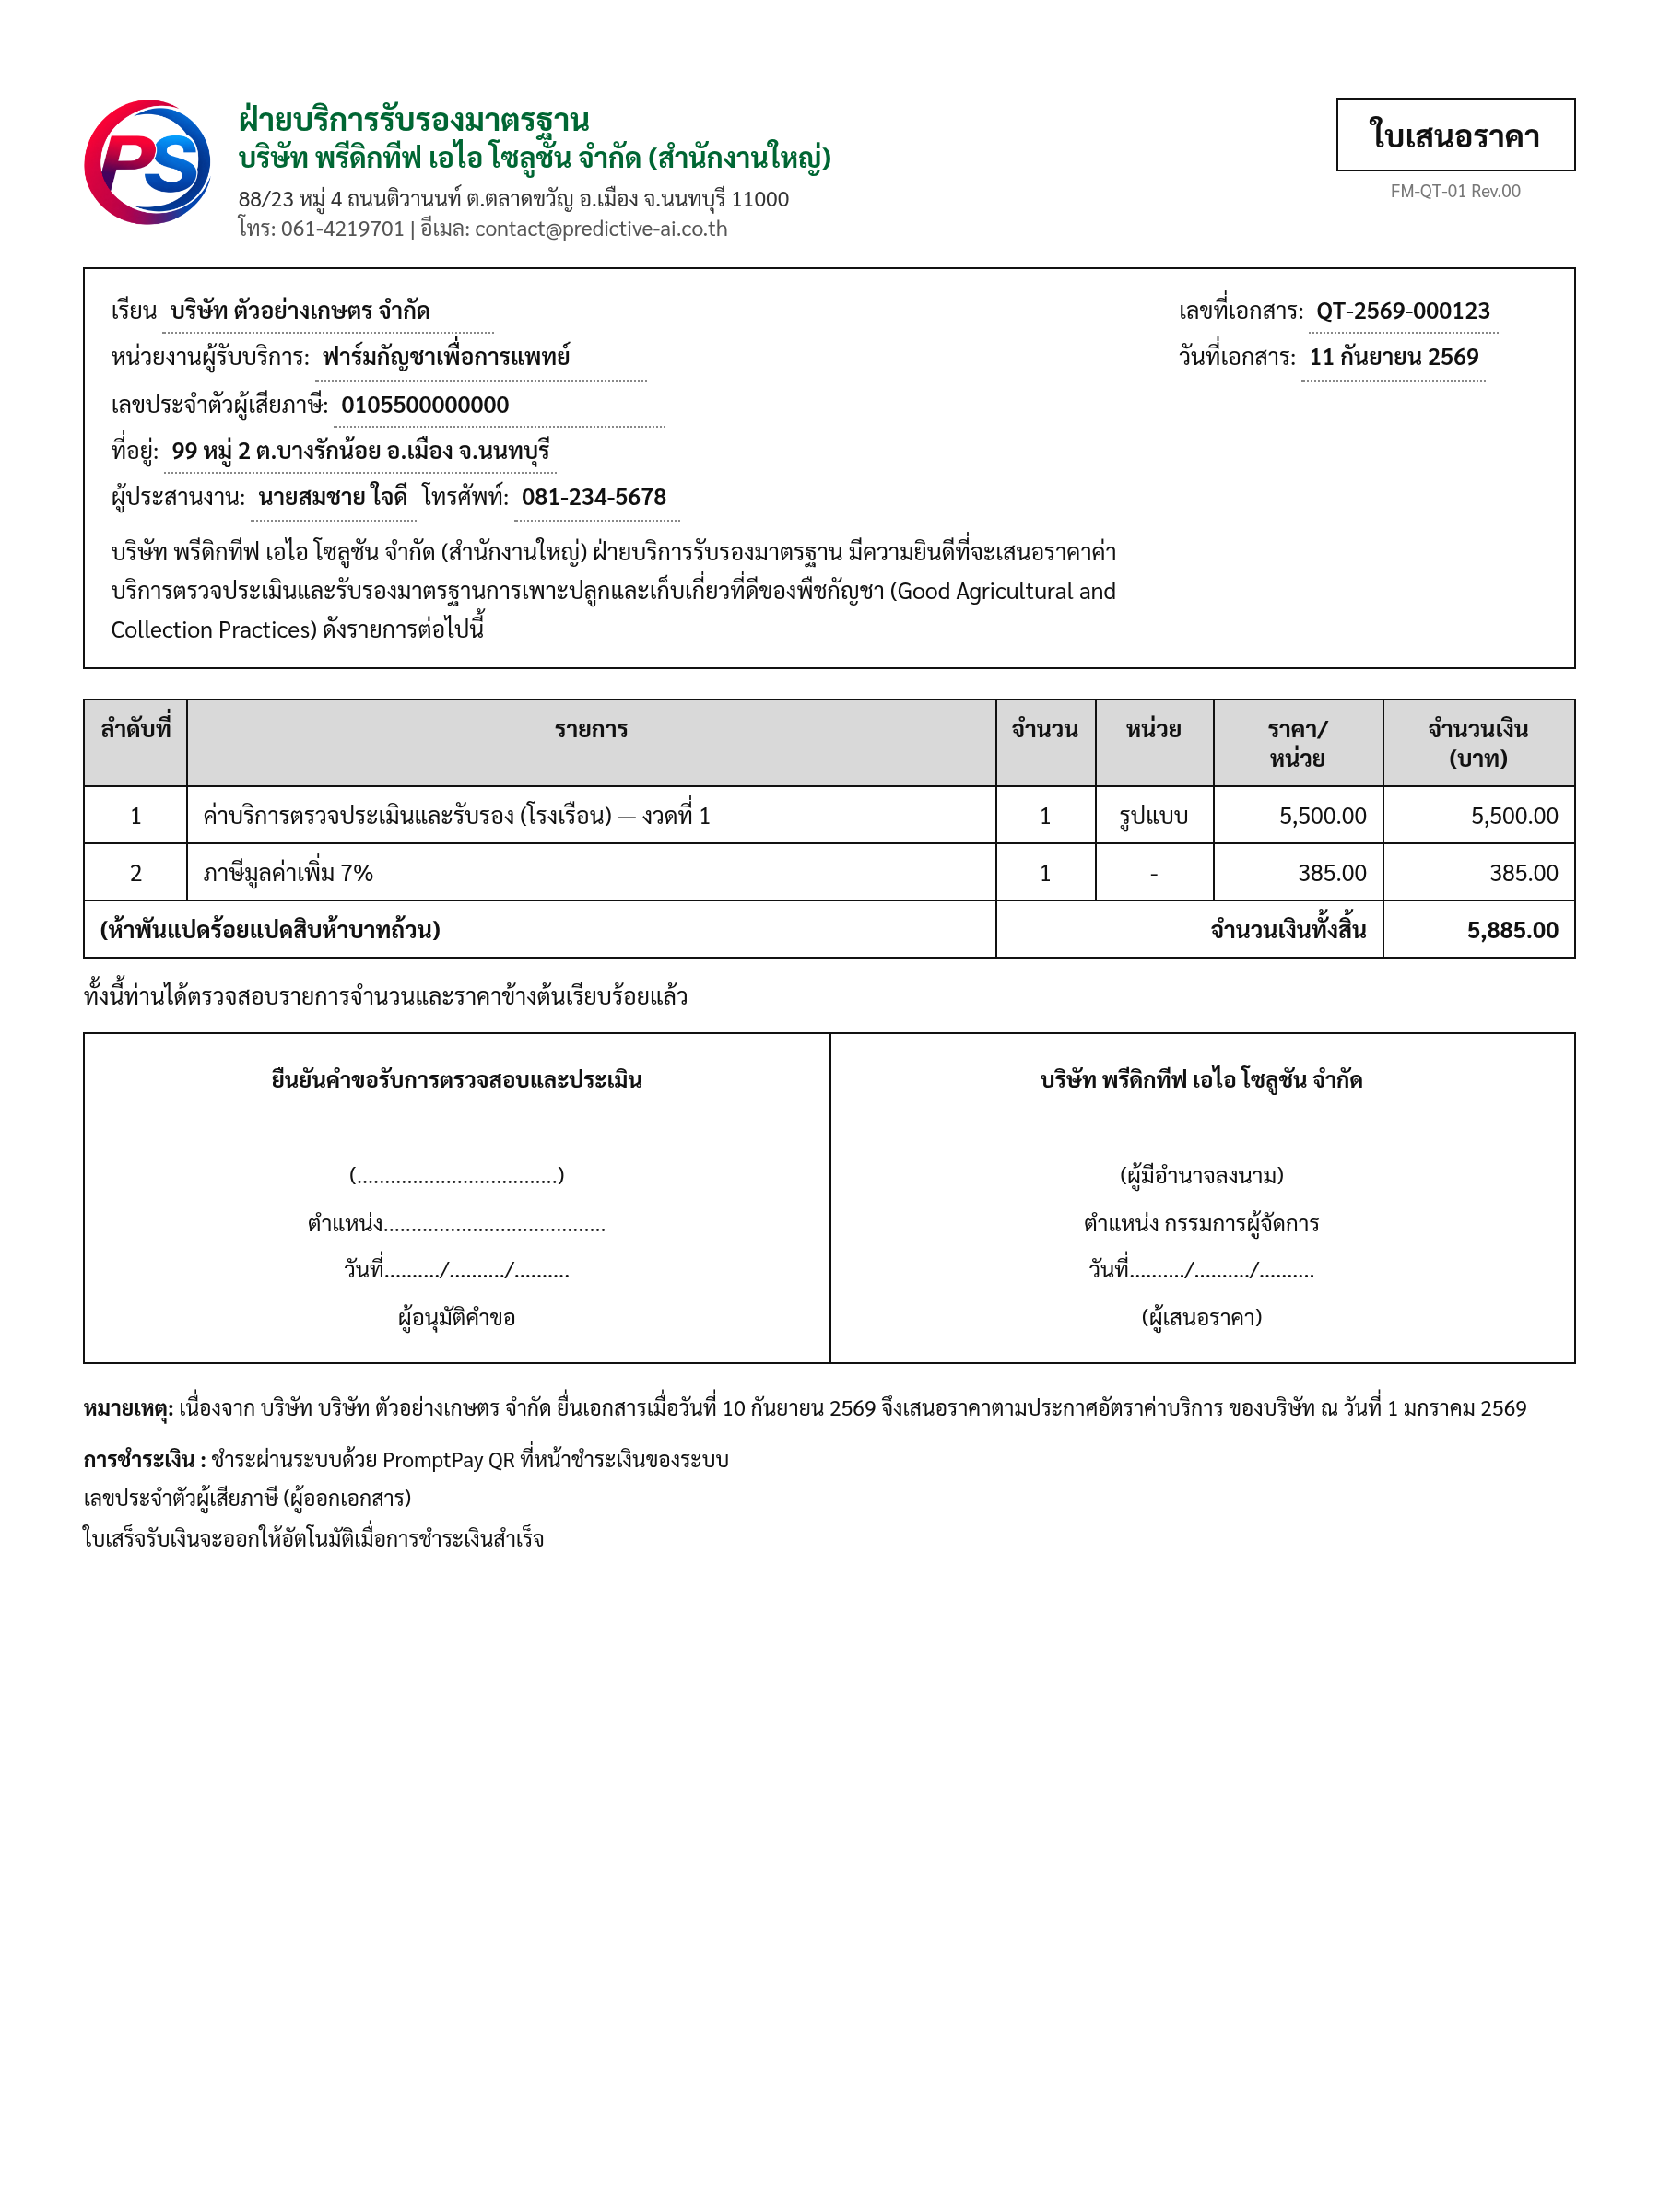 PS
ฝ่ายบริการรับรองมาตรฐาน
บริษัท พรีดิกทีฟ เอไอ โซลูชัน จำกัด (สำนักงานใหญ่)
88/23 หมู่ 4 ถนนติวานนท์ ต.ตลาดขวัญ อ.เมือง จ.นนทบุรี 11000
โทร: 061-4219701 | อีเมล: contact@predictive-ai.co.th
ใบเสนอราคา
FM-QT-01 Rev.00
เรียน บริษัท ตัวอย่างเกษตร จำกัด
เลขที่เอกสาร: QT-2569-000123
หน่วยงานผู้รับบริการ: ฟาร์มกัญชาเพื่อการแพทย์
วันที่เอกสาร: 11 กันยายน 2569
เลขประจำตัวผู้เสียภาษี: 0105500000000
ที่อยู่: 99 หมู่ 2 ต.บางรักน้อย อ.เมือง จ.นนทบุรี
ผู้ประสานงาน: นายสมชาย ใจดี โทรศัพท์: 081-234-5678
บริษัท พรีดิกทีฟ เอไอ โซลูชัน จำกัด (สำนักงานใหญ่) ฝ่ายบริการรับรองมาตรฐาน มีความยินดีที่จะเสนอราคาค่า
บริการตรวจประเมินและรับรองมาตรฐานการเพาะปลูกและเก็บเกี่ยวที่ดีของพืชกัญชา (Good Agricultural and
Collection Practices) ดังรายการต่อไปนี้
ลำดับที่ รายการ จำนวน หน่วย ราคา/หน่วย จำนวนเงิน (บาท)
1 ค่าบริการตรวจประเมินและรับรอง (โรงเรือน) — งวดที่ 1 1 รูปแบบ 5,500.00 5,500.00
2 ภาษีมูลค่าเพิ่ม 7% 1 - 385.00 385.00
(ห้าพันแปดร้อยแปดสิบห้าบาทถ้วน) จำนวนเงินทั้งสิ้น 5,885.00
ทั้งนี้ท่านได้ตรวจสอบรายการจำนวนและราคาข้างต้นเรียบร้อยแล้ว
ยืนยันคำขอรับการตรวจสอบและประเมิน
(....................................)
ตำแหน่ง........................................
วันที่........../........../..........
ผู้อนุมัติคำขอ
บริษัท พรีดิกทีฟ เอไอ โซลูชัน จำกัด
(ผู้มีอำนาจลงนาม)
ตำแหน่ง กรรมการผู้จัดการ
วันที่........../........../..........
(ผู้เสนอราคา)
หมายเหตุ: เนื่องจาก บริษัท บริษัท ตัวอย่างเกษตร จำกัด ยื่นเอกสารเมื่อวันที่ 10 กันยายน 2569 จึงเสนอราคาตามประกาศอัตราค่าบริการ ของบริษัท ณ วันที่ 1 มกราคม 2569
การชำระเงิน : ชำระผ่านระบบด้วย PromptPay QR ที่หน้าชำระเงินของระบบ
เลขประจำตัวผู้เสียภาษี (ผู้ออกเอกสาร)
ใบเสร็จรับเงินจะออกให้อัตโนมัติเมื่อการชำระเงินสำเร็จ